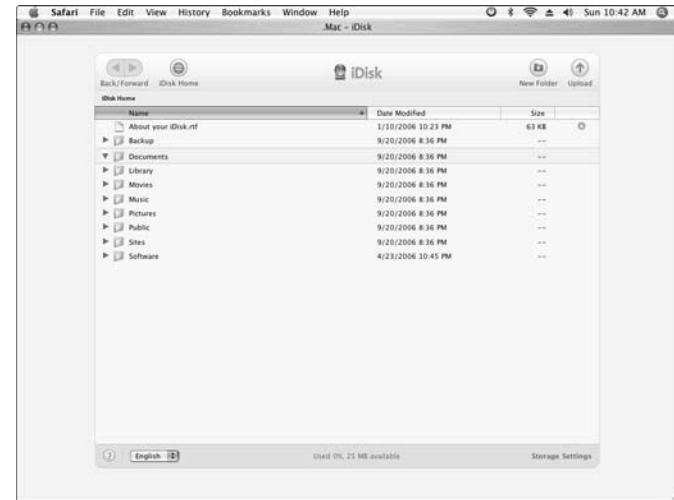 Safari File Edit View History Bookmarks Window Help Sun 10:42 AM
.Mac – iDisk
iDisk
Back/Forward iDisk Home New Folder Upload
iDisk Home
Name Date Modified Size
About your iDisk.rtf 1/10/2006 10:23 PM 63 KB
Backup 9/20/2006 8:36 PM --
Documents 9/20/2006 8:36 PM --
Library 9/20/2006 8:36 PM --
Movies 9/20/2006 8:36 PM --
Music 9/20/2006 8:36 PM --
Pictures 9/20/2006 8:36 PM --
Public 9/20/2006 8:36 PM --
Sites 9/20/2006 8:36 PM --
Software 4/23/2006 10:45 PM --
? English Used 0%, 25 MB available Storage Settings